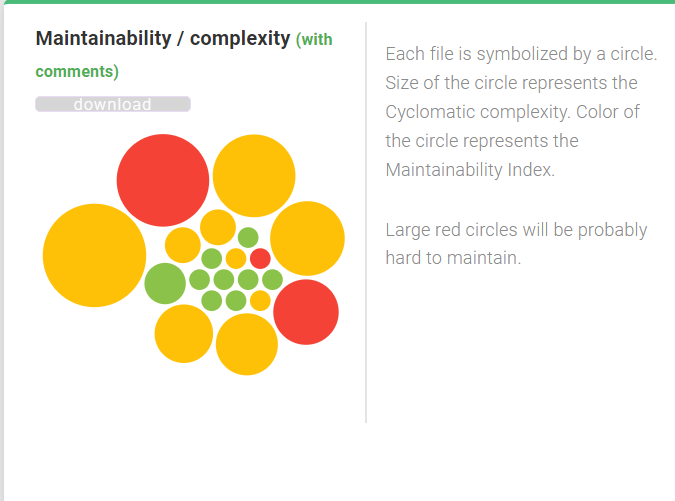 Maintainability / complexity (with
comments)
download
Each file is symbolized by a circle.
Size of the circle represents the
Cyclomatic complexity. Color of
the circle represents the
Maintainability Index.
Large red circles will be probably
hard to maintain.